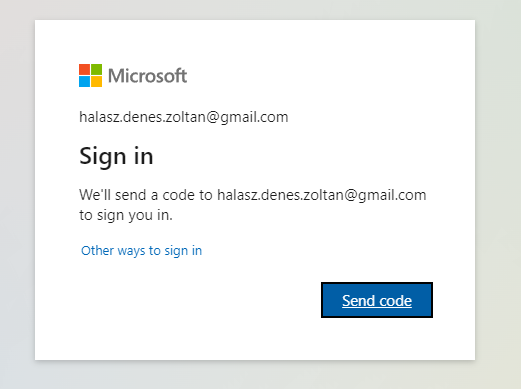 Microsoft
halasz.denes.zoltan@gmail.com
Sign in
We'll send a code to halasz.denes.zoltan@gmail.com
to sign you in.
Other ways to sign in
Send code